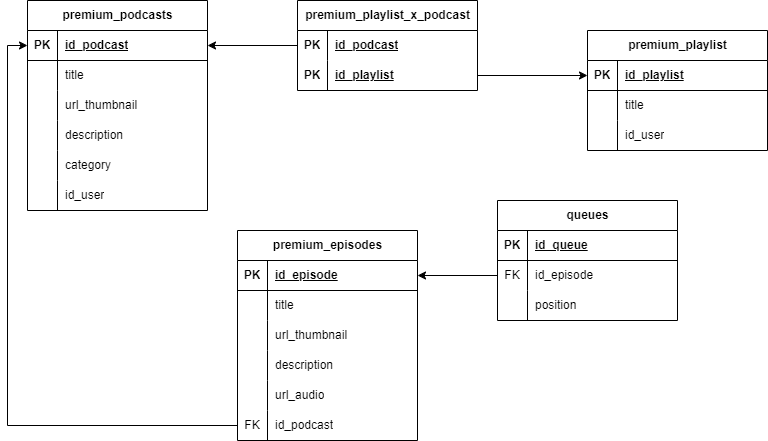 premium_podcasts
PK id_podcast
title
url_thumbnail
description
category
id_user
premium_playlist_x_podcast
PK id_podcast
PK id_playlist
premium_playlist
PK id_playlist
title
id_user
premium_episodes
PK id_episode
title
url_thumbnail
description
url_audio
FK id_podcast
queues
PK id_queue
FK id_episode
position